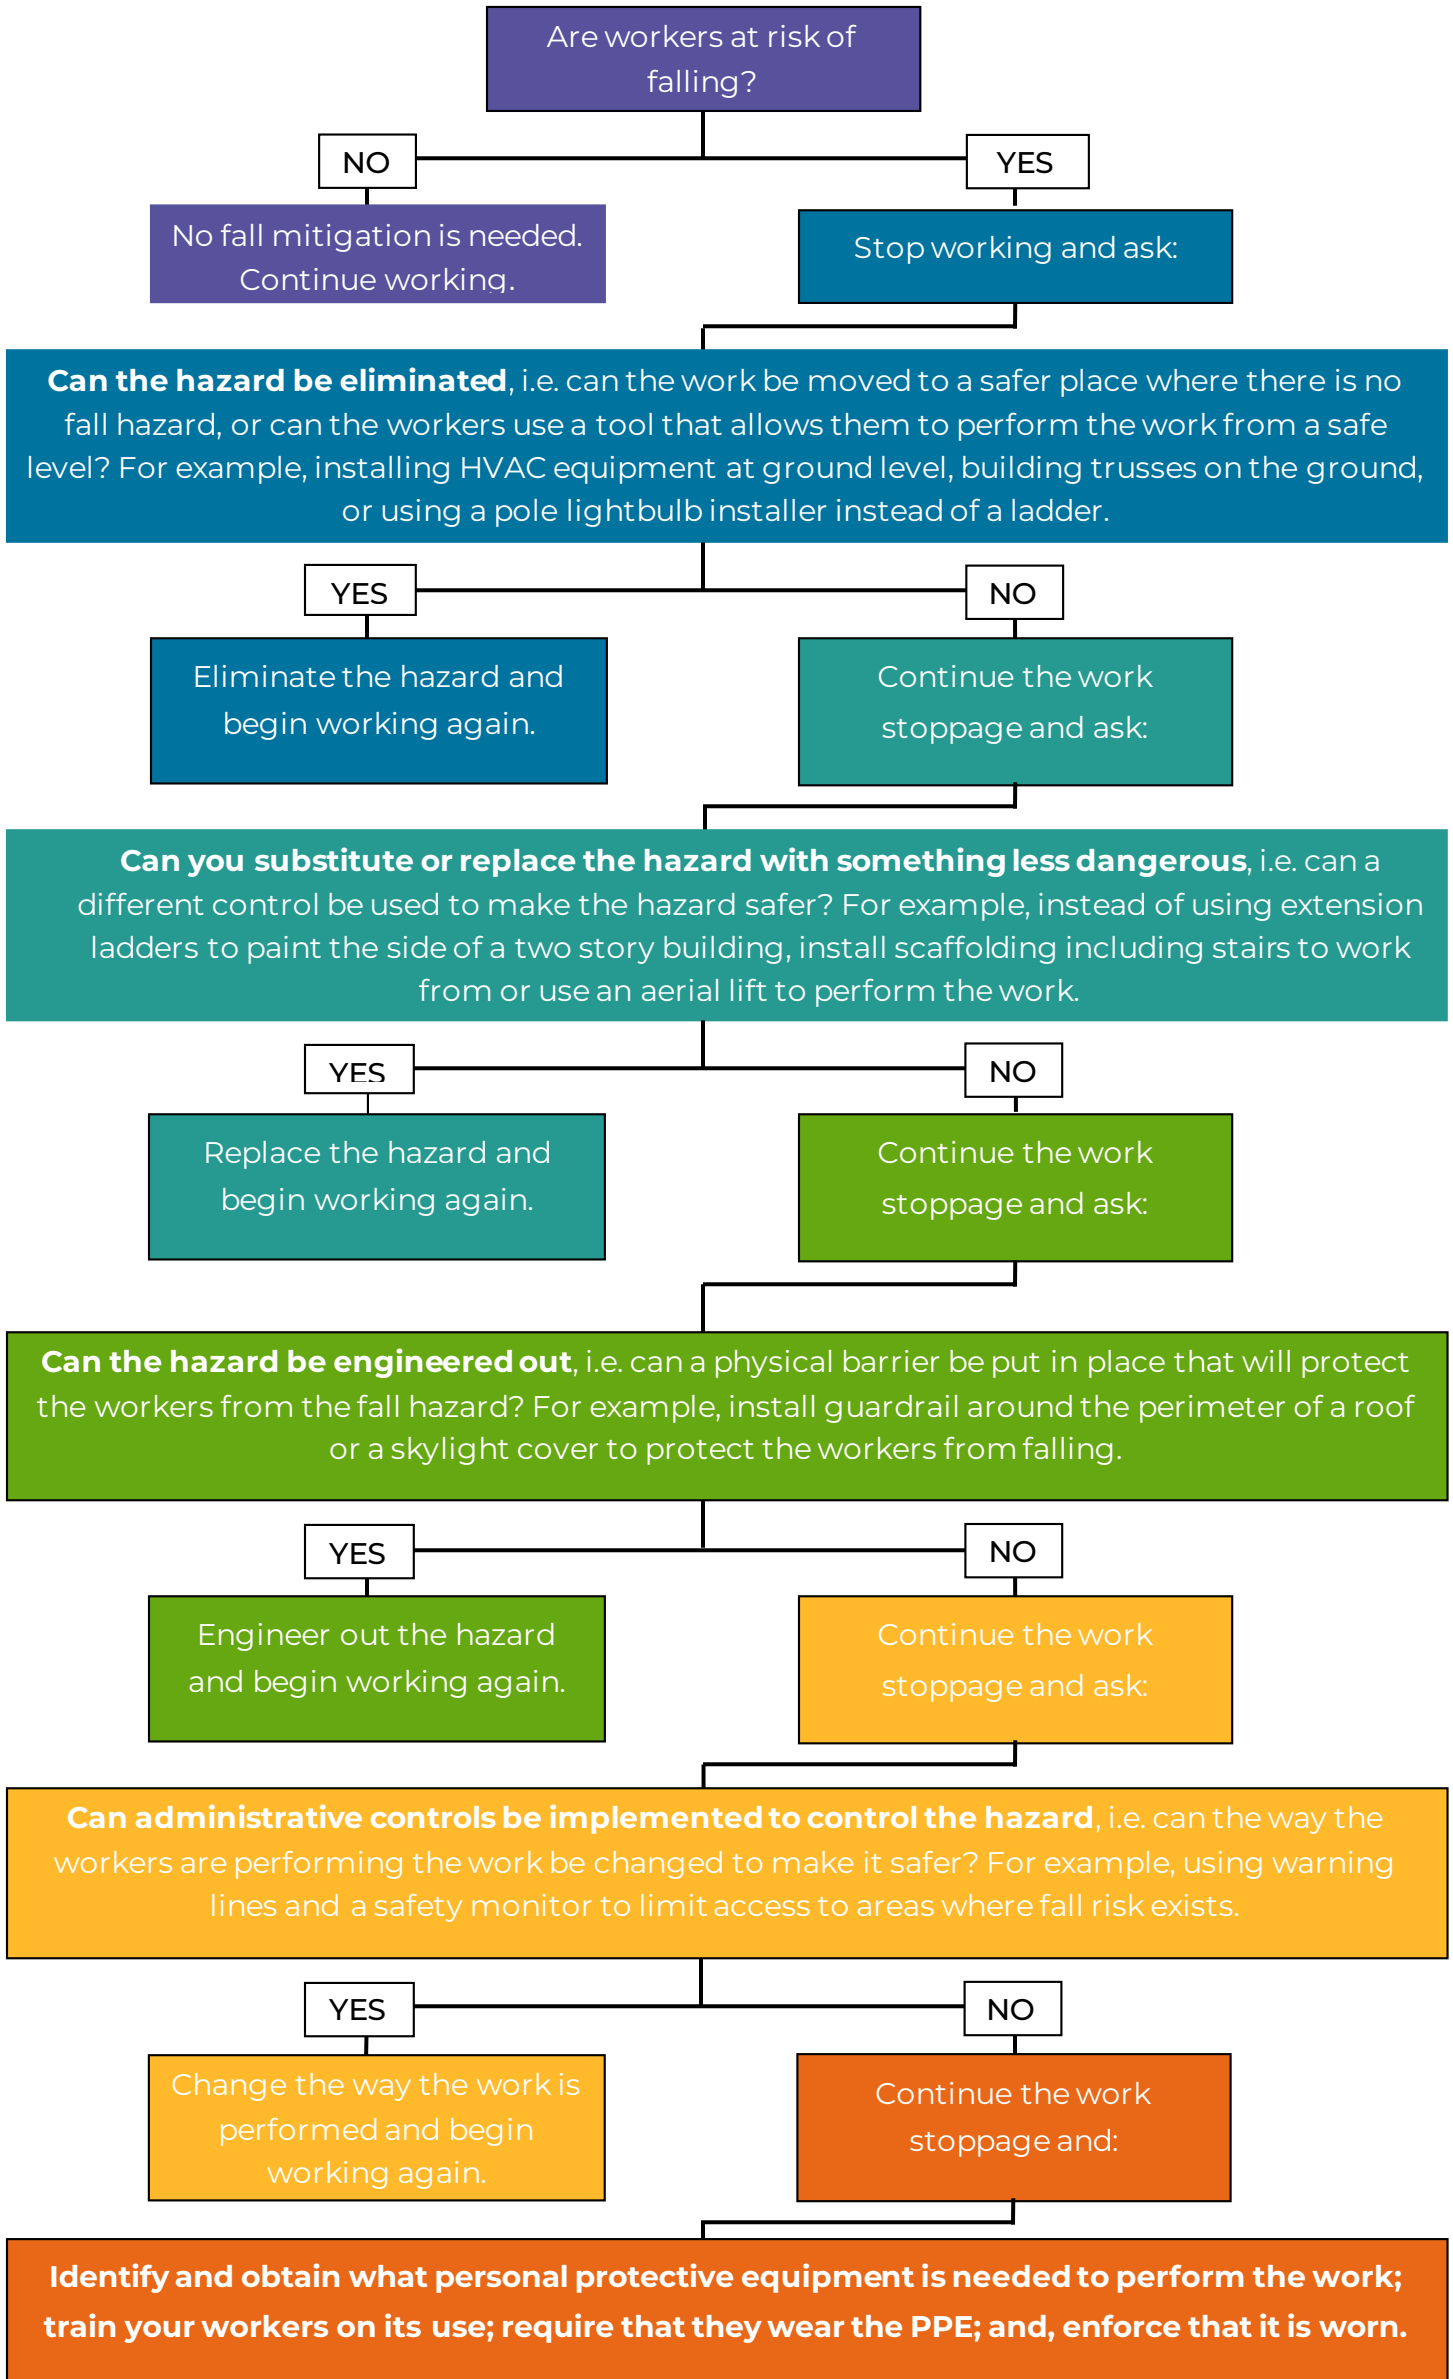 Are workers at risk of
falling?
NO
YES
No fall mitigation is needed.
Continue working.
Stop working and ask:
Can the hazard be eliminated, i.e. can the work be moved to a safer place where there is no
fall hazard, or can the workers use a tool that allows them to perform the work from a safe
level? For example, installing HVAC equipment at ground level, building trusses on the ground,
or using a pole lightbulb installer instead of a ladder.
YES
NO
Eliminate the hazard and
begin working again.
Continue the work
stoppage and ask:
Can you substitute or replace the hazard with something less dangerous, i.e. can a
different control be used to make the hazard safer? For example, instead of using extension
ladders to paint the side of a two story building, install scaffolding including stairs to work
from or use an aerial lift to perform the work.
YES
NO
Replace the hazard and
begin working again.
Continue the work
stoppage and ask:
Can the hazard be engineered out, i.e. can a physical barrier be put in place that will protect
the workers from the fall hazard? For example, install guardrail around the perimeter of a roof
or a skylight cover to protect the workers from falling.
YES
NO
Engineer out the hazard
and begin working again.
Continue the work
stoppage and ask:
Can administrative controls be implemented to control the hazard, i.e. can the way the
workers are performing the work be changed to make it safer? For example, using warning
lines and a safety monitor to limit access to areas where fall risk exists.
YES
NO
Change the way the work is
performed and begin
working again.
Continue the work
stoppage and:
Identify and obtain what personal protective equipment is needed to perform the work;
train your workers on its use; require that they wear the PPE; and, enforce that it is worn.